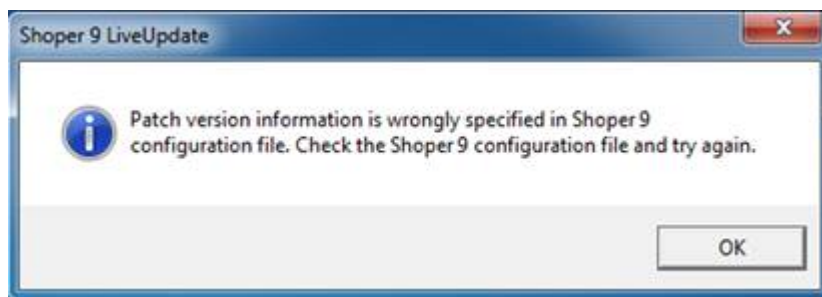 Shoper 9 LiveUpdate
Patch version information is wrongly specified in Shoper 9
configuration file. Check the Shoper 9 configuration file and try again.
OK